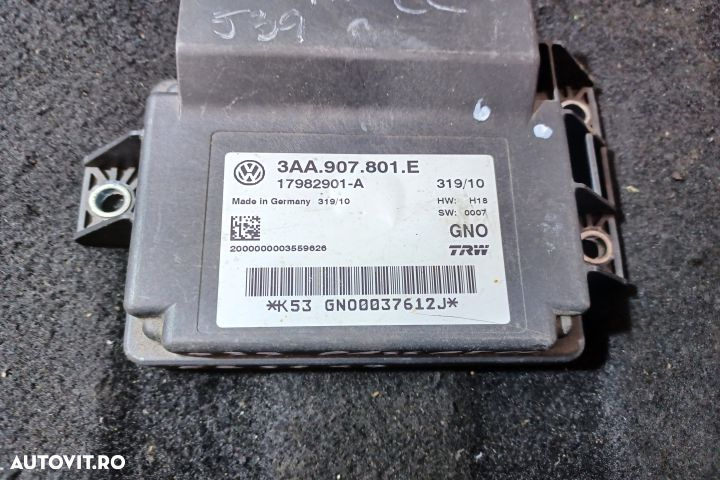 J39
3AA.907.801.E
17982901-A 319/10
Made in Germany 319/10 HW: H18
SW: 0007
GNO
TRW
2000000003559626
*K53 GNO0037612J*
AUTOVIT.RO